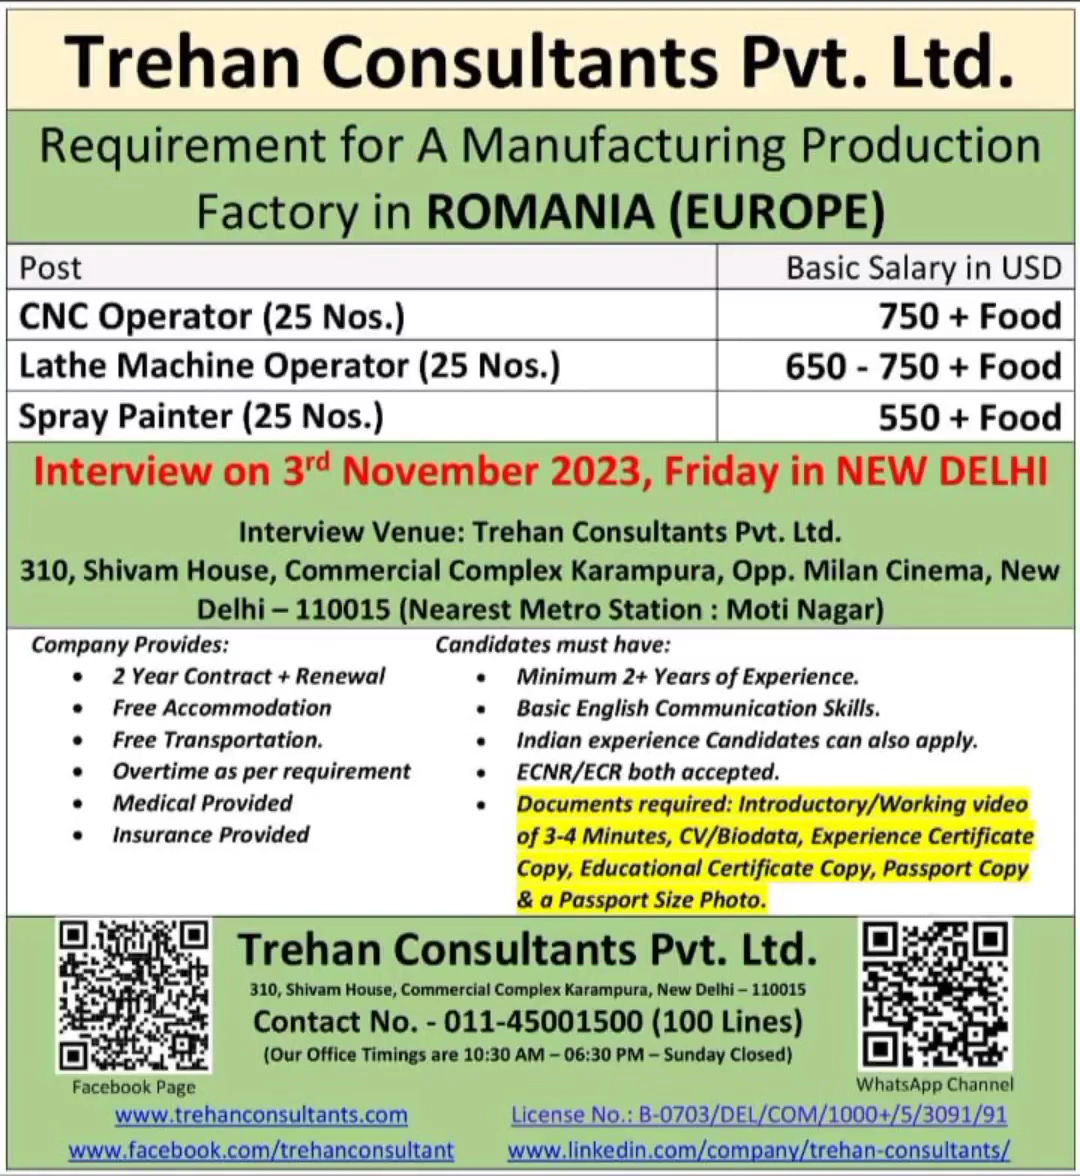 Trehan Consultants Pvt. Ltd.
Requirement for A Manufacturing Production
Factory in ROMANIA (EUROPE)
Post Basic Salary in USD
CNC Operator (25 Nos.) 750 + Food
Lathe Machine Operator (25 Nos.) 650 - 750 + Food
Spray Painter (25 Nos.) 550 + Food
Interview on 3rd November 2023, Friday in NEW DELHI
Interview Venue: Trehan Consultants Pvt. Ltd.
310, Shivam House, Commercial Complex Karampura, Opp. Milan Cinema, New
Delhi – 110015 (Nearest Metro Station : Moti Nagar)
Company Provides:
• 2 Year Contract + Renewal
• Free Accommodation
• Free Transportation.
• Overtime as per requirement
• Medical Provided
• Insurance Provided
Candidates must have:
• Minimum 2+ Years of Experience.
• Basic English Communication Skills.
• Indian experience Candidates can also apply.
• ECNR/ECR both accepted.
• Documents required: Introductory/Working video
of 3-4 Minutes, CV/Biodata, Experience Certificate
Copy, Educational Certificate Copy, Passport Copy
& a Passport Size Photo.
Trehan Consultants Pvt. Ltd.
310, Shivam House, Commercial Complex Karampura, New Delhi – 110015
Contact No. - 011-45001500 (100 Lines)
(Our Office Timings are 10:30 AM – 06:30 PM – Sunday Closed)
Facebook Page
WhatsApp Channel
www.trehanconsultants.com License No.: B-0703/DEL/COM/1000+/5/3091/91
www.facebook.com/trehanconsultant www.linkedin.com/company/trehan-consultants/